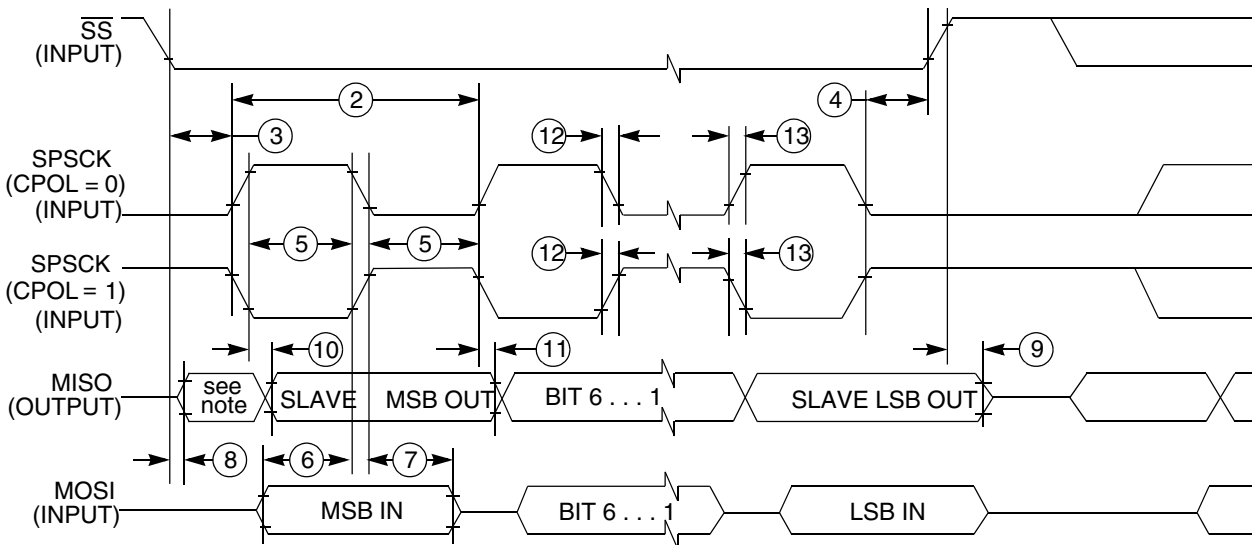 SS
(INPUT)
2
4
3
12
13
SPSCK
(CPOL = 0)
(INPUT)
5
5
12
13
SPSCK
(CPOL = 1)
(INPUT)
10
11
9
MISO
(OUTPUT)
see
note
SLAVE
MSB OUT
BIT 6 . . . 1
SLAVE LSB OUT
8
6
7
MOSI
(INPUT)
MSB IN
BIT 6 . . . 1
LSB IN